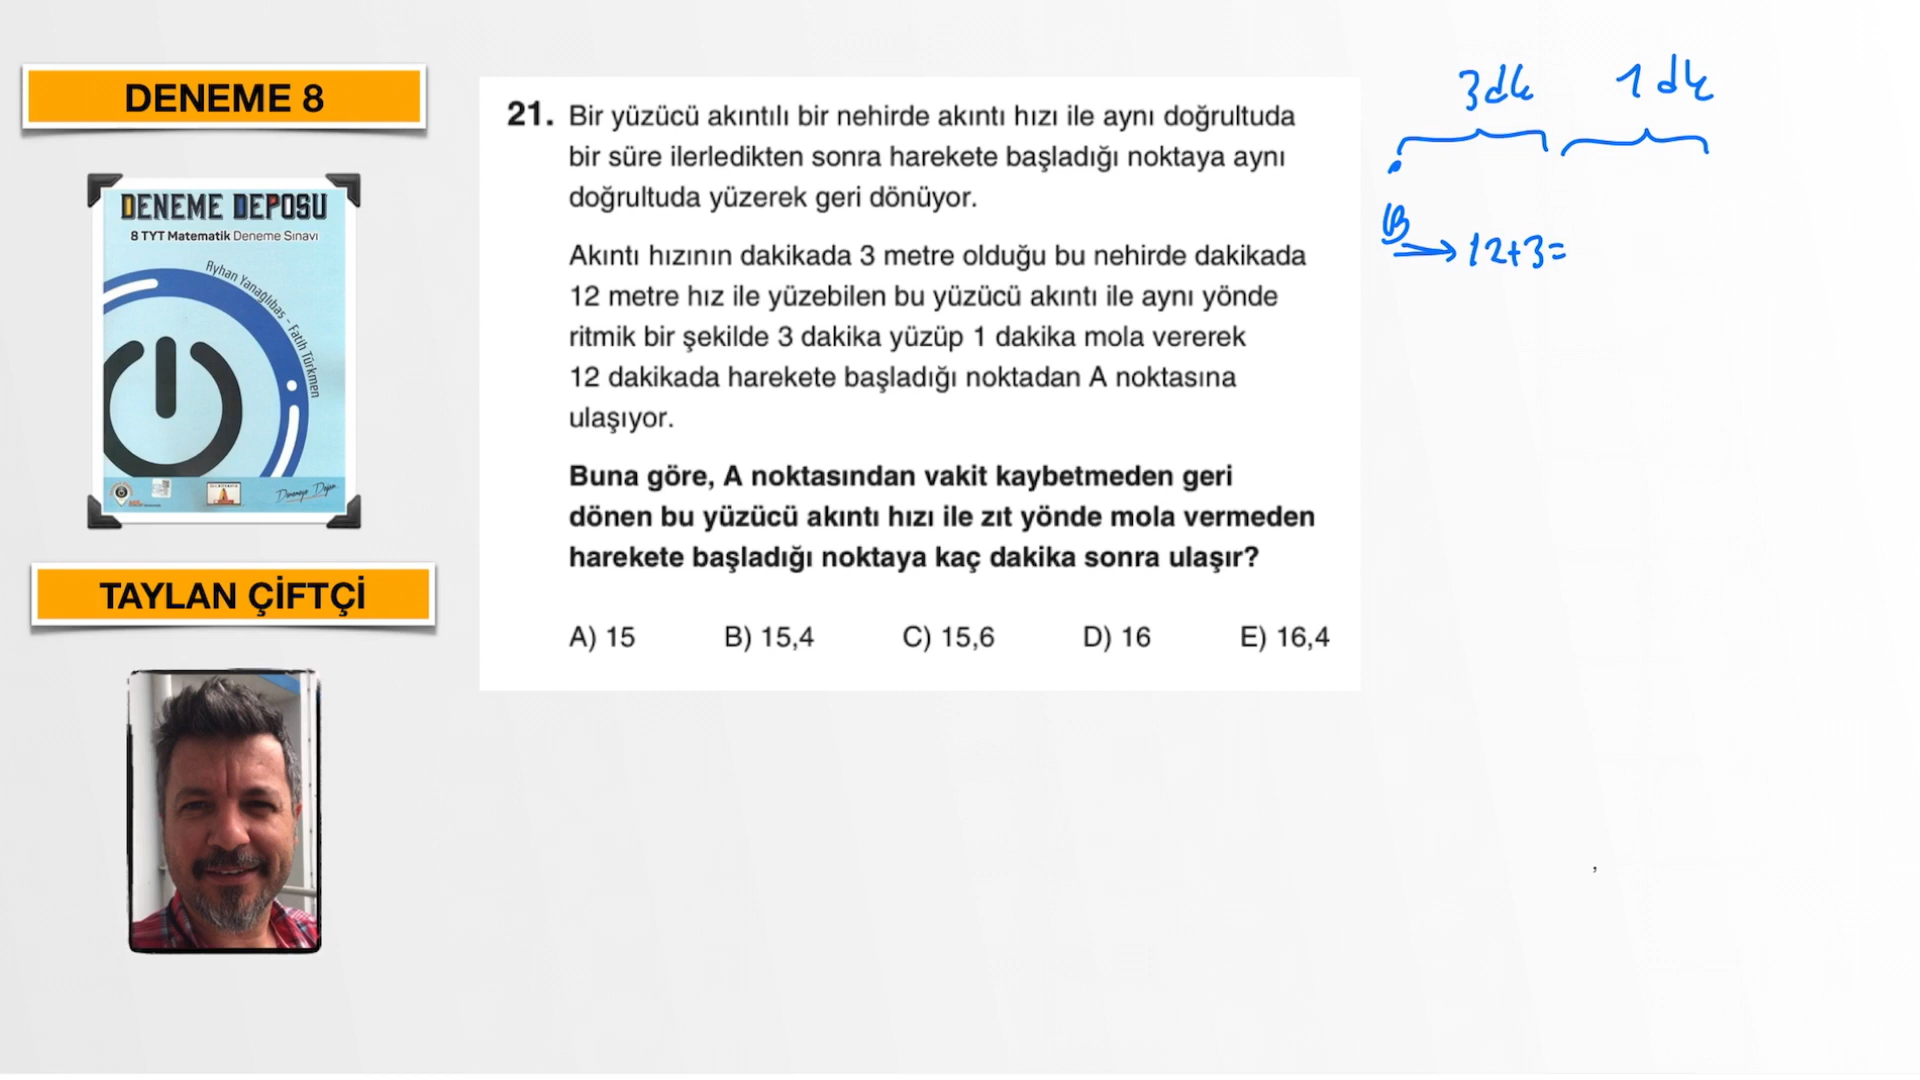 DENEME 8
DENEME DEPOSU
8 TYT Matematik Deneme Sınavı
Ayhan Yanağlıbaş - Fatih Türkmen
Denemeye Değer
TAYLAN ÇİFTÇİ
21. Bir yüzücü akıntılı bir nehirde akıntı hızı ile aynı doğrultuda
bir süre ilerledikten sonra harekete başladığı noktaya aynı
doğrultuda yüzerek geri dönüyor.
Akıntı hızının dakikada 3 metre olduğu bu nehirde dakikada
12 metre hız ile yüzebilen bu yüzücü akıntı ile aynı yönde
ritmik bir şekilde 3 dakika yüzüp 1 dakika mola vererek
12 dakikada harekete başladığı noktadan A noktasına
ulaşıyor.
Buna göre, A noktasından vakit kaybetmeden geri
dönen bu yüzücü akıntı hızı ile zıt yönde mola vermeden
harekete başladığı noktaya kaç dakika sonra ulaşır?
A) 15 B) 15,4 C) 15,6 D) 16 E) 16,4
3dk 1dk
12+3=